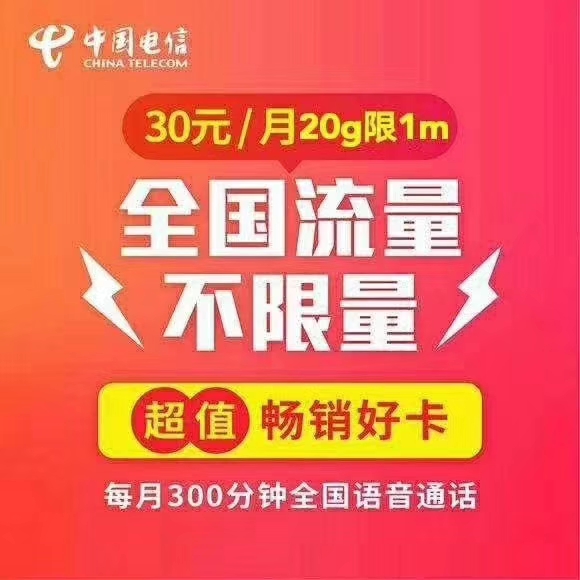 中国电信
CHINA TELECOM
30元/月20g限1m
全国流量
不限量
超值 畅销好卡
每月300分钟全国语音通话